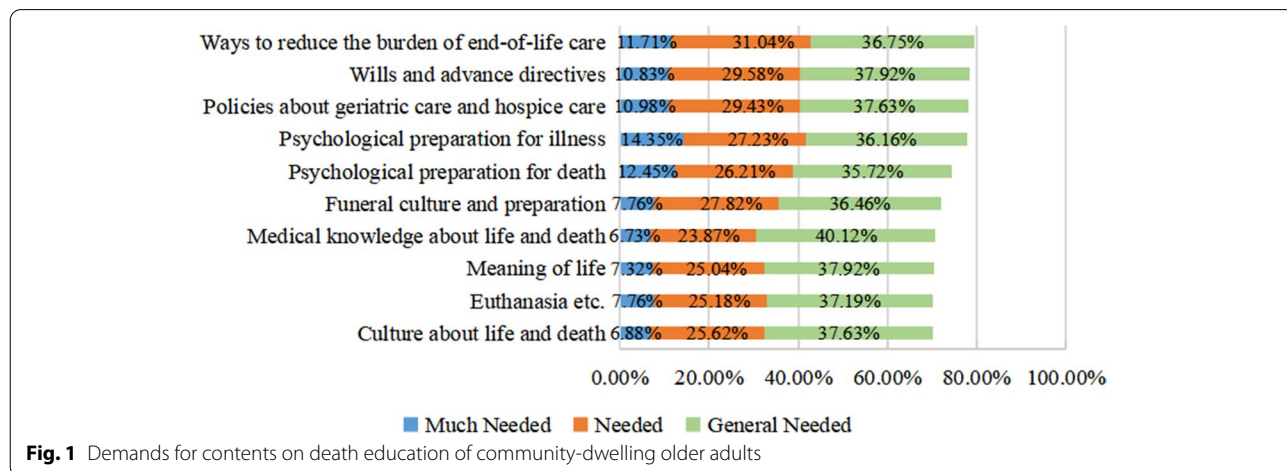 Ways to reduce the burden of end-of-life care 11.71% 31.04% 36.75%
Wills and advance directives 10.83% 29.58% 37.92%
Policies about geriatric care and hospice care 10.98% 29.43% 37.63%
Psychological preparation for illness 14.35% 27.23% 36.16%
Psychological preparation for death 12.45% 26.21% 35.72%
Funeral culture and preparation 7.76% 27.82% 36.46%
Medical knowledge about life and death 6.73% 23.87% 40.12%
Meaning of life 7.32% 25.04% 37.92%
Euthanasia etc. 7.76% 25.18% 37.19%
Culture about life and death 6.88% 25.62% 37.63%
0.00% 20.00% 40.00% 60.00% 80.00% 100.00%
Much Needed Needed General Needed
Fig. 1 Demands for contents on death education of community-dwelling older adults